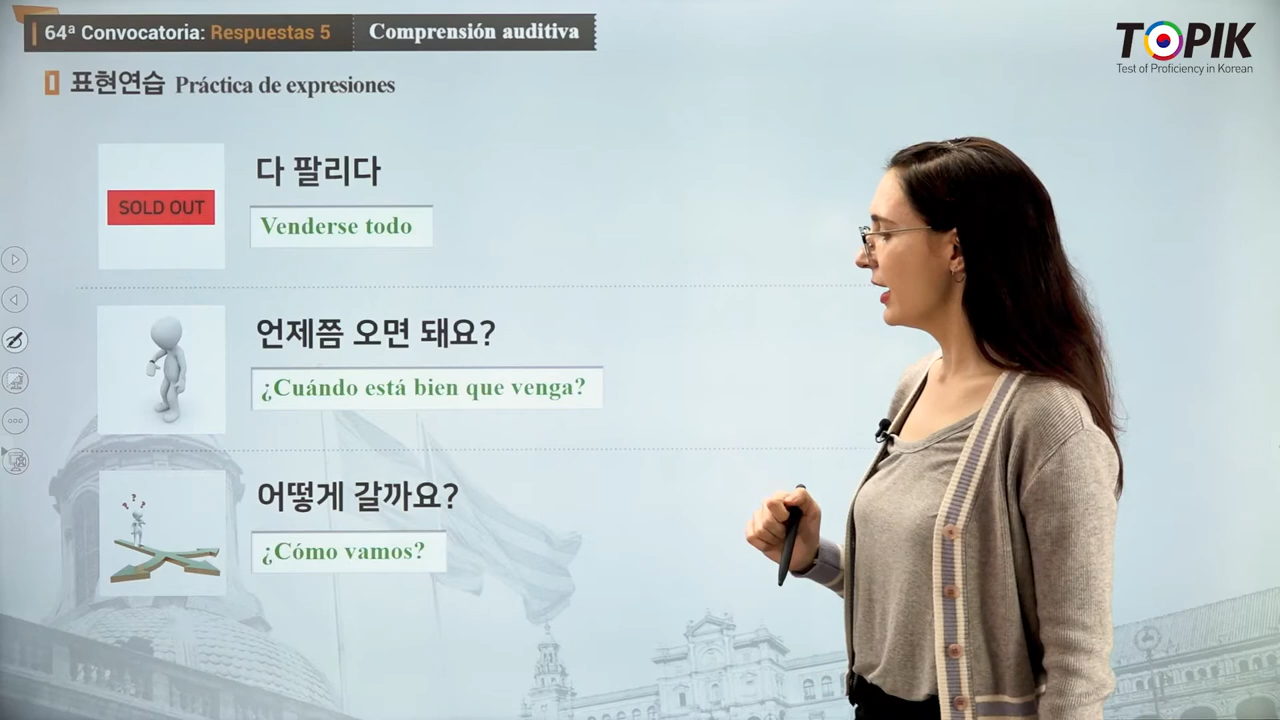 64ª Convocatoria: Respuestas 5
Comprensión auditiva
TOPIK
Test of Proficiency in Korean
표현연습 Práctica de expresiones
SOLD OUT
다 팔리다
Venderse todo
언제쯤 오면 돼요?
¿Cuándo está bien que venga?
???
어떻게 갈까요?
¿Cómo vamos?